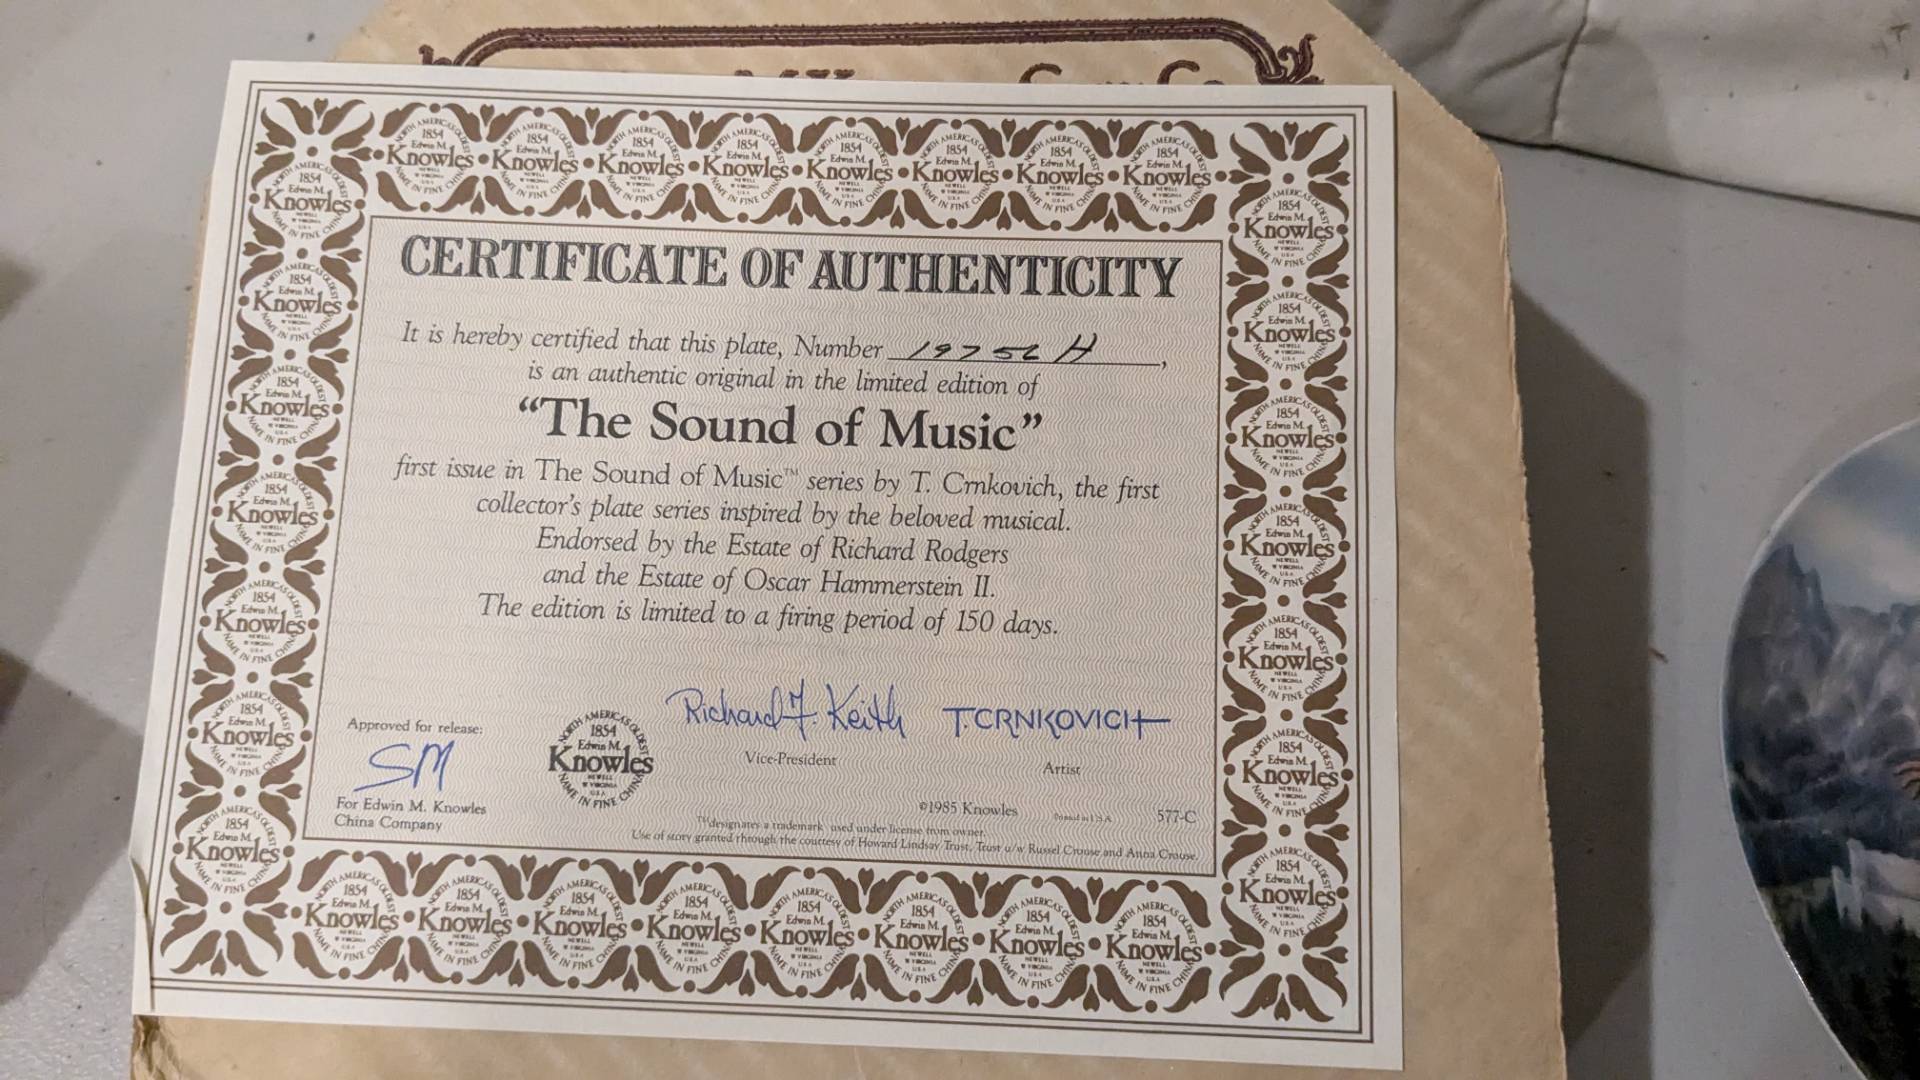 CERTIFICATE OF AUTHENTICITY
It is hereby certified that this plate, Number 19756 H,
is an authentic original in the limited edition of
“The Sound of Music”
first issue in The Sound of Music™ series by T. Crnkovich, the first
collector's plate series inspired by the beloved musical.
Endorsed by the Estate of Richard Rodgers
and the Estate of Oscar Hammerstein II.
The edition is limited to a firing period of 150 days.
Approved for release:
SM
For Edwin M. Knowles
China Company
NORTH AMERICA'S OLDEST
1854
Edwin M.
Knowles
NEWELL
W VIRGINIA
USA
NAME IN FINE CHINA
Richard F. Keith
Vice-President
T. CRNKOVICH
Artist
©1985 Knowles
Printed in U.S.A.
577-C
™designates a trademark used under license from owner.
Use of story granted through the courtesy of Howard Lindsay Trust, Trust u/w Russel Crouse and Anna Crouse.